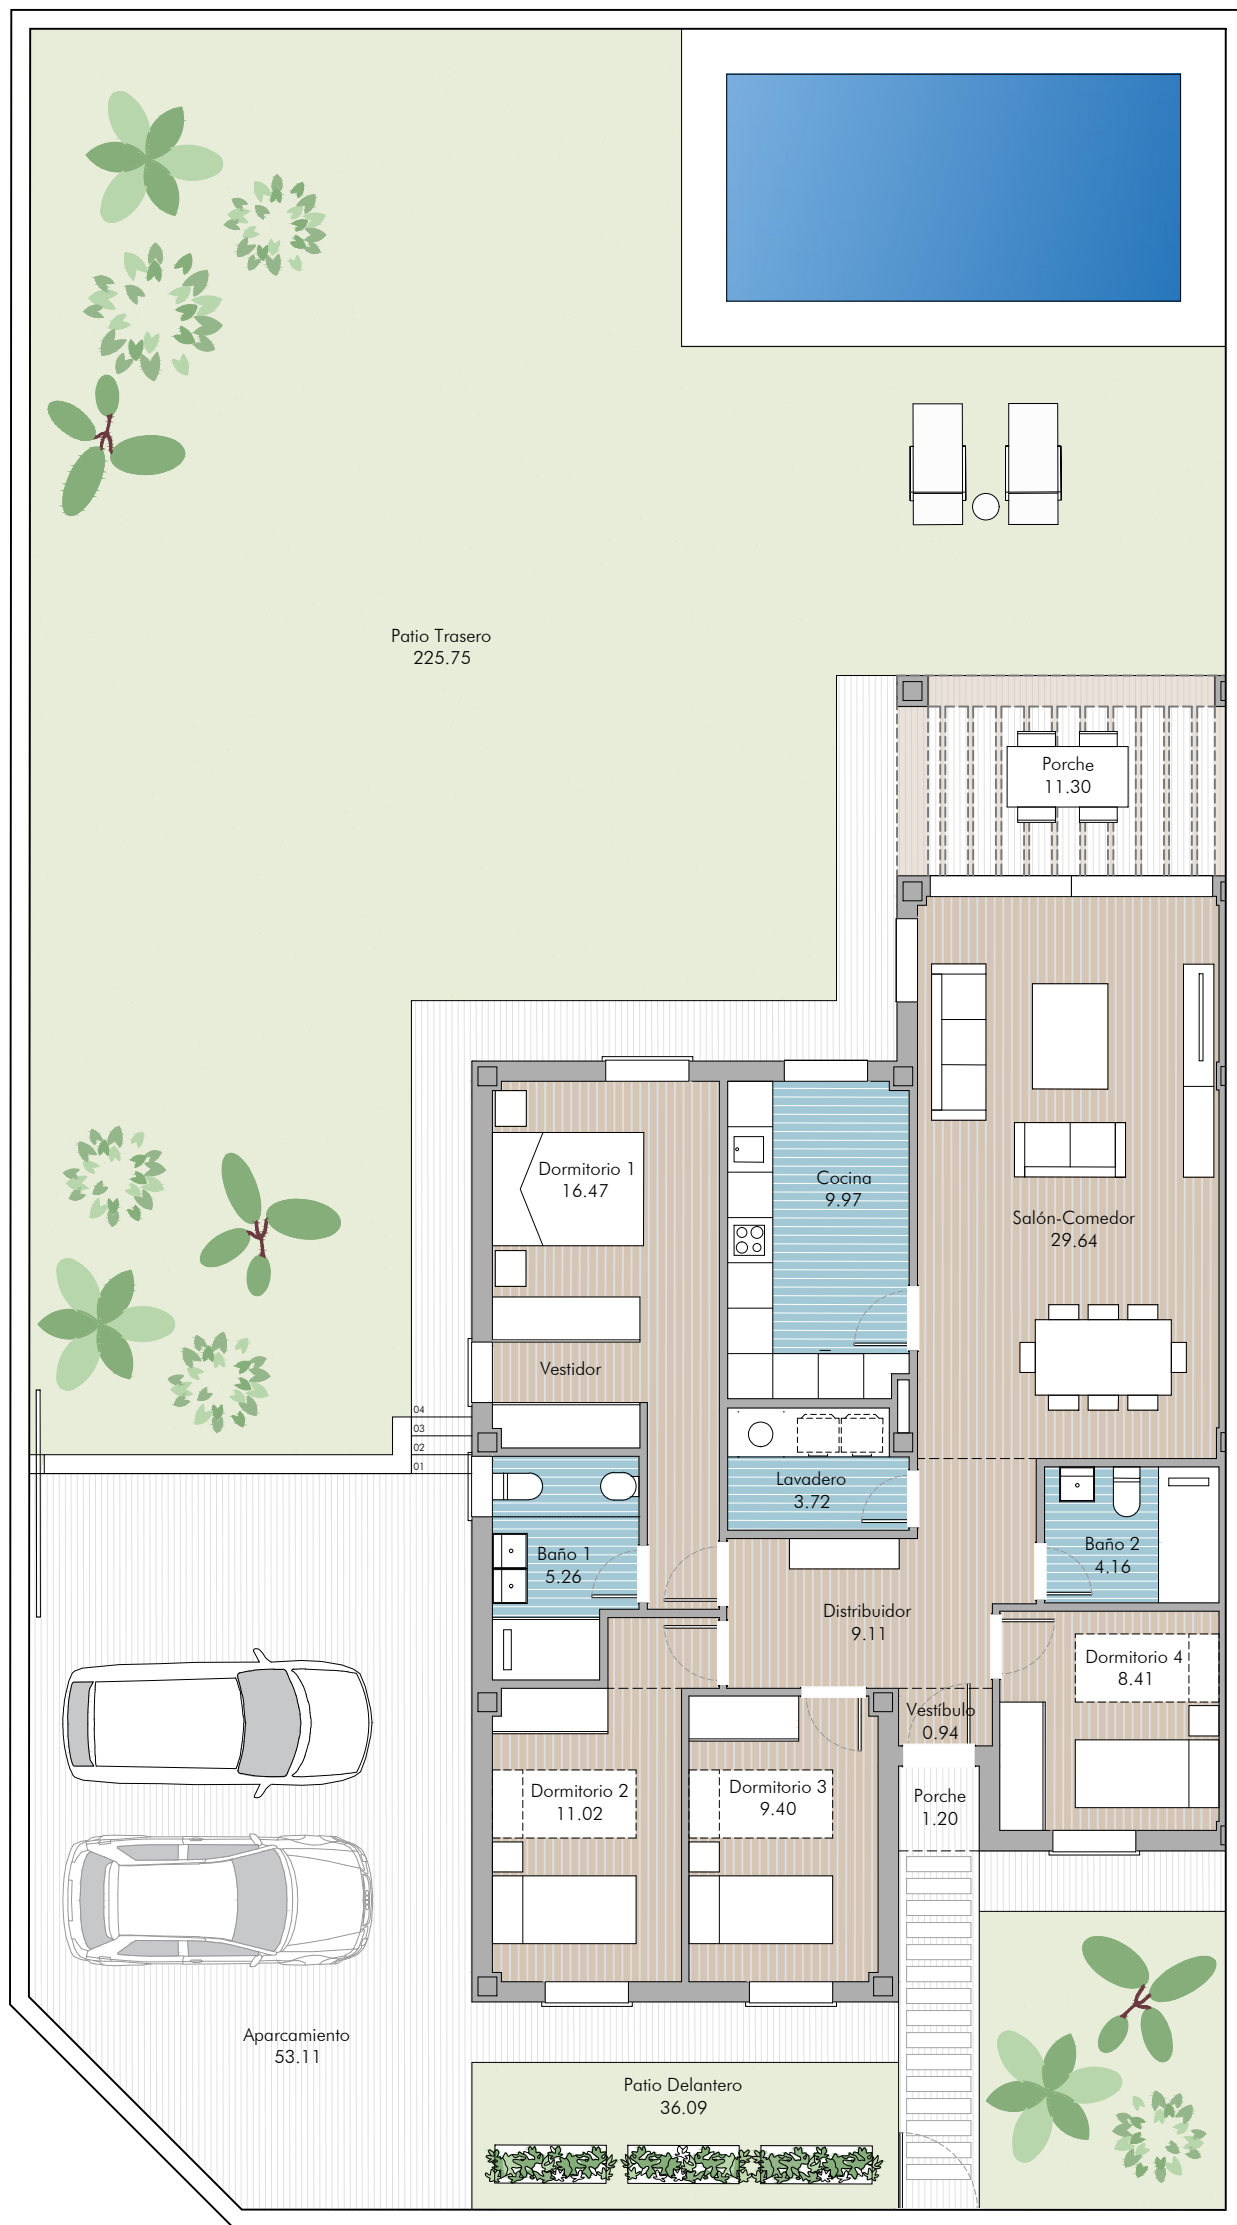 Patio Trasero
225.75
Porche
11.30
Dormitorio 1
16.47
Cocina
9.97
Salón-Comedor
29.64
Vestidor
04
03
02
01
Lavadero
3.72
Baño 1
5.26
Baño 2
4.16
Distribuidor
9.11
Dormitorio 4
8.41
Vestíbulo
0.94
Dormitorio 2
11.02
Dormitorio 3
9.40
Porche
1.20
Aparcamiento
53.11
Patio Delantero
36.09